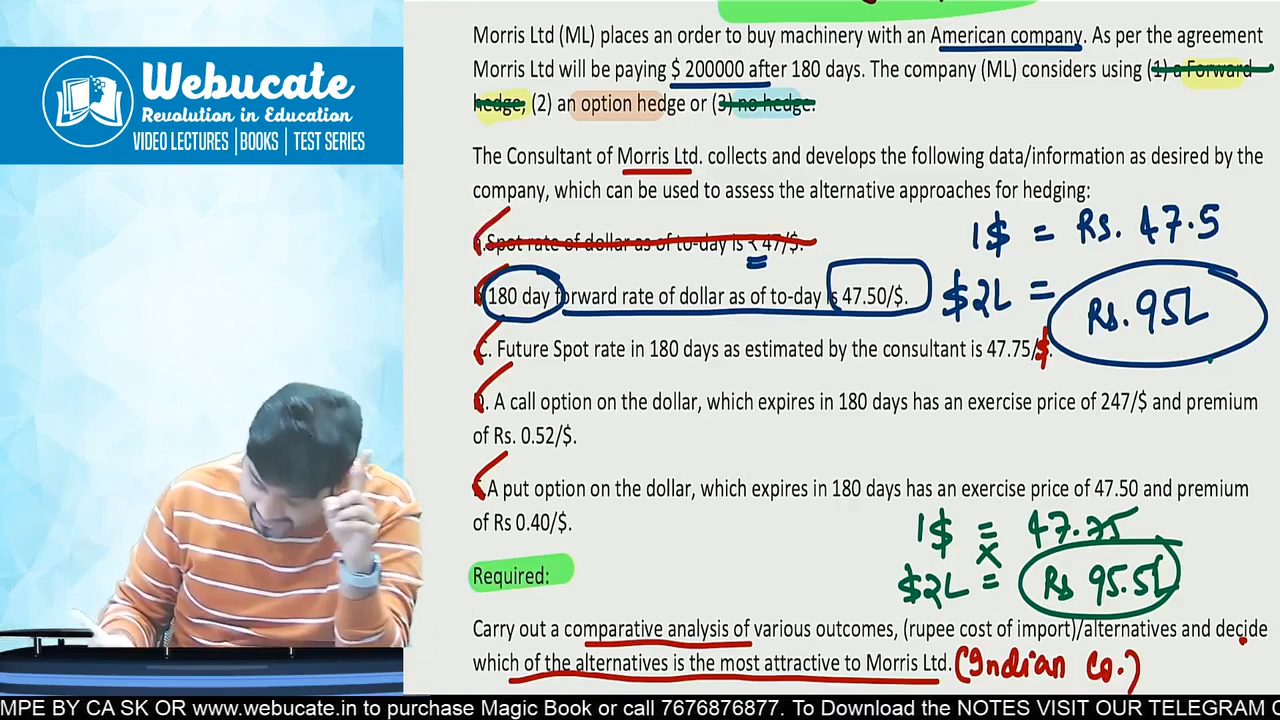 Webucate
Revolution in Education
VIDEO LECTURES | BOOKS | TEST SERIES
Morris Ltd (ML) places an order to buy machinery with an American company. As per the agreement
Morris Ltd will be paying $ 200000 after 180 days. The company (ML) considers using (1) a Forward
hedge, (2) an option hedge or (3) no hedge.
The Consultant of Morris Ltd. collects and develops the following data/information as desired by the
company, which can be used to assess the alternative approaches for hedging:
Spot rate of dollar as of to-day is ₹ 47/$.
1$ = Rs. 47.5
180 day forward rate of dollar as of to-day is 47.50/$.
$2L = Rs. 95L
C. Future Spot rate in 180 days as estimated by the consultant is 47.75/$.
D. A call option on the dollar, which expires in 180 days has an exercise price of 247/$ and premium
of Rs. 0.52/$.
A put option on the dollar, which expires in 180 days has an exercise price of 47.50 and premium
of Rs 0.40/$.
1$ = 47.75
x
$2L = Rs 95.5L
Required:
Carry out a comparative analysis of various outcomes, (rupee cost of import)/alternatives and decide
which of the alternatives is the most attractive to Morris Ltd. (Indian Co.)
MPE BY CA SK OR www.webucate.in to purchase Magic Book or call 7676876877. To Download the NOTES VISIT OUR TELEGRAM C